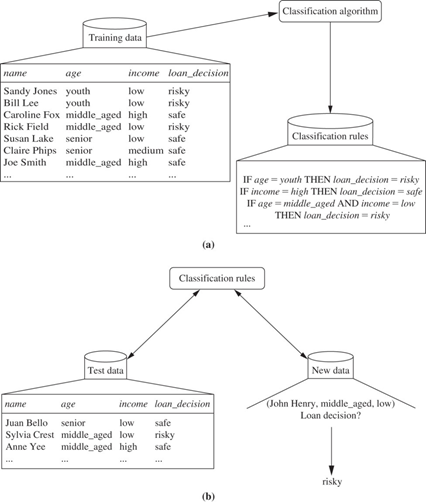 Classification algorithm
Training data
name age income loan_decision
Sandy Jones youth low risky
Bill Lee youth low risky
Caroline Fox middle_aged high safe
Rick Field middle_aged low risky
Susan Lake senior low safe
Claire Phips senior medium safe
Joe Smith middle_aged high safe
... ... ... ...
Classification rules
IF age = youth THEN loan_decision = risky
IF income = high THEN loan_decision = safe
IF age = middle_aged AND income = low
THEN loan_decision = risky
...
(a)
Classification rules
Test data
name age income loan_decision
Juan Bello senior low safe
Sylvia Crest middle_aged low risky
Anne Yee middle_aged high safe
... ... ... ...
New data
(John Henry, middle_aged, low)
Loan decision?
risky
(b)